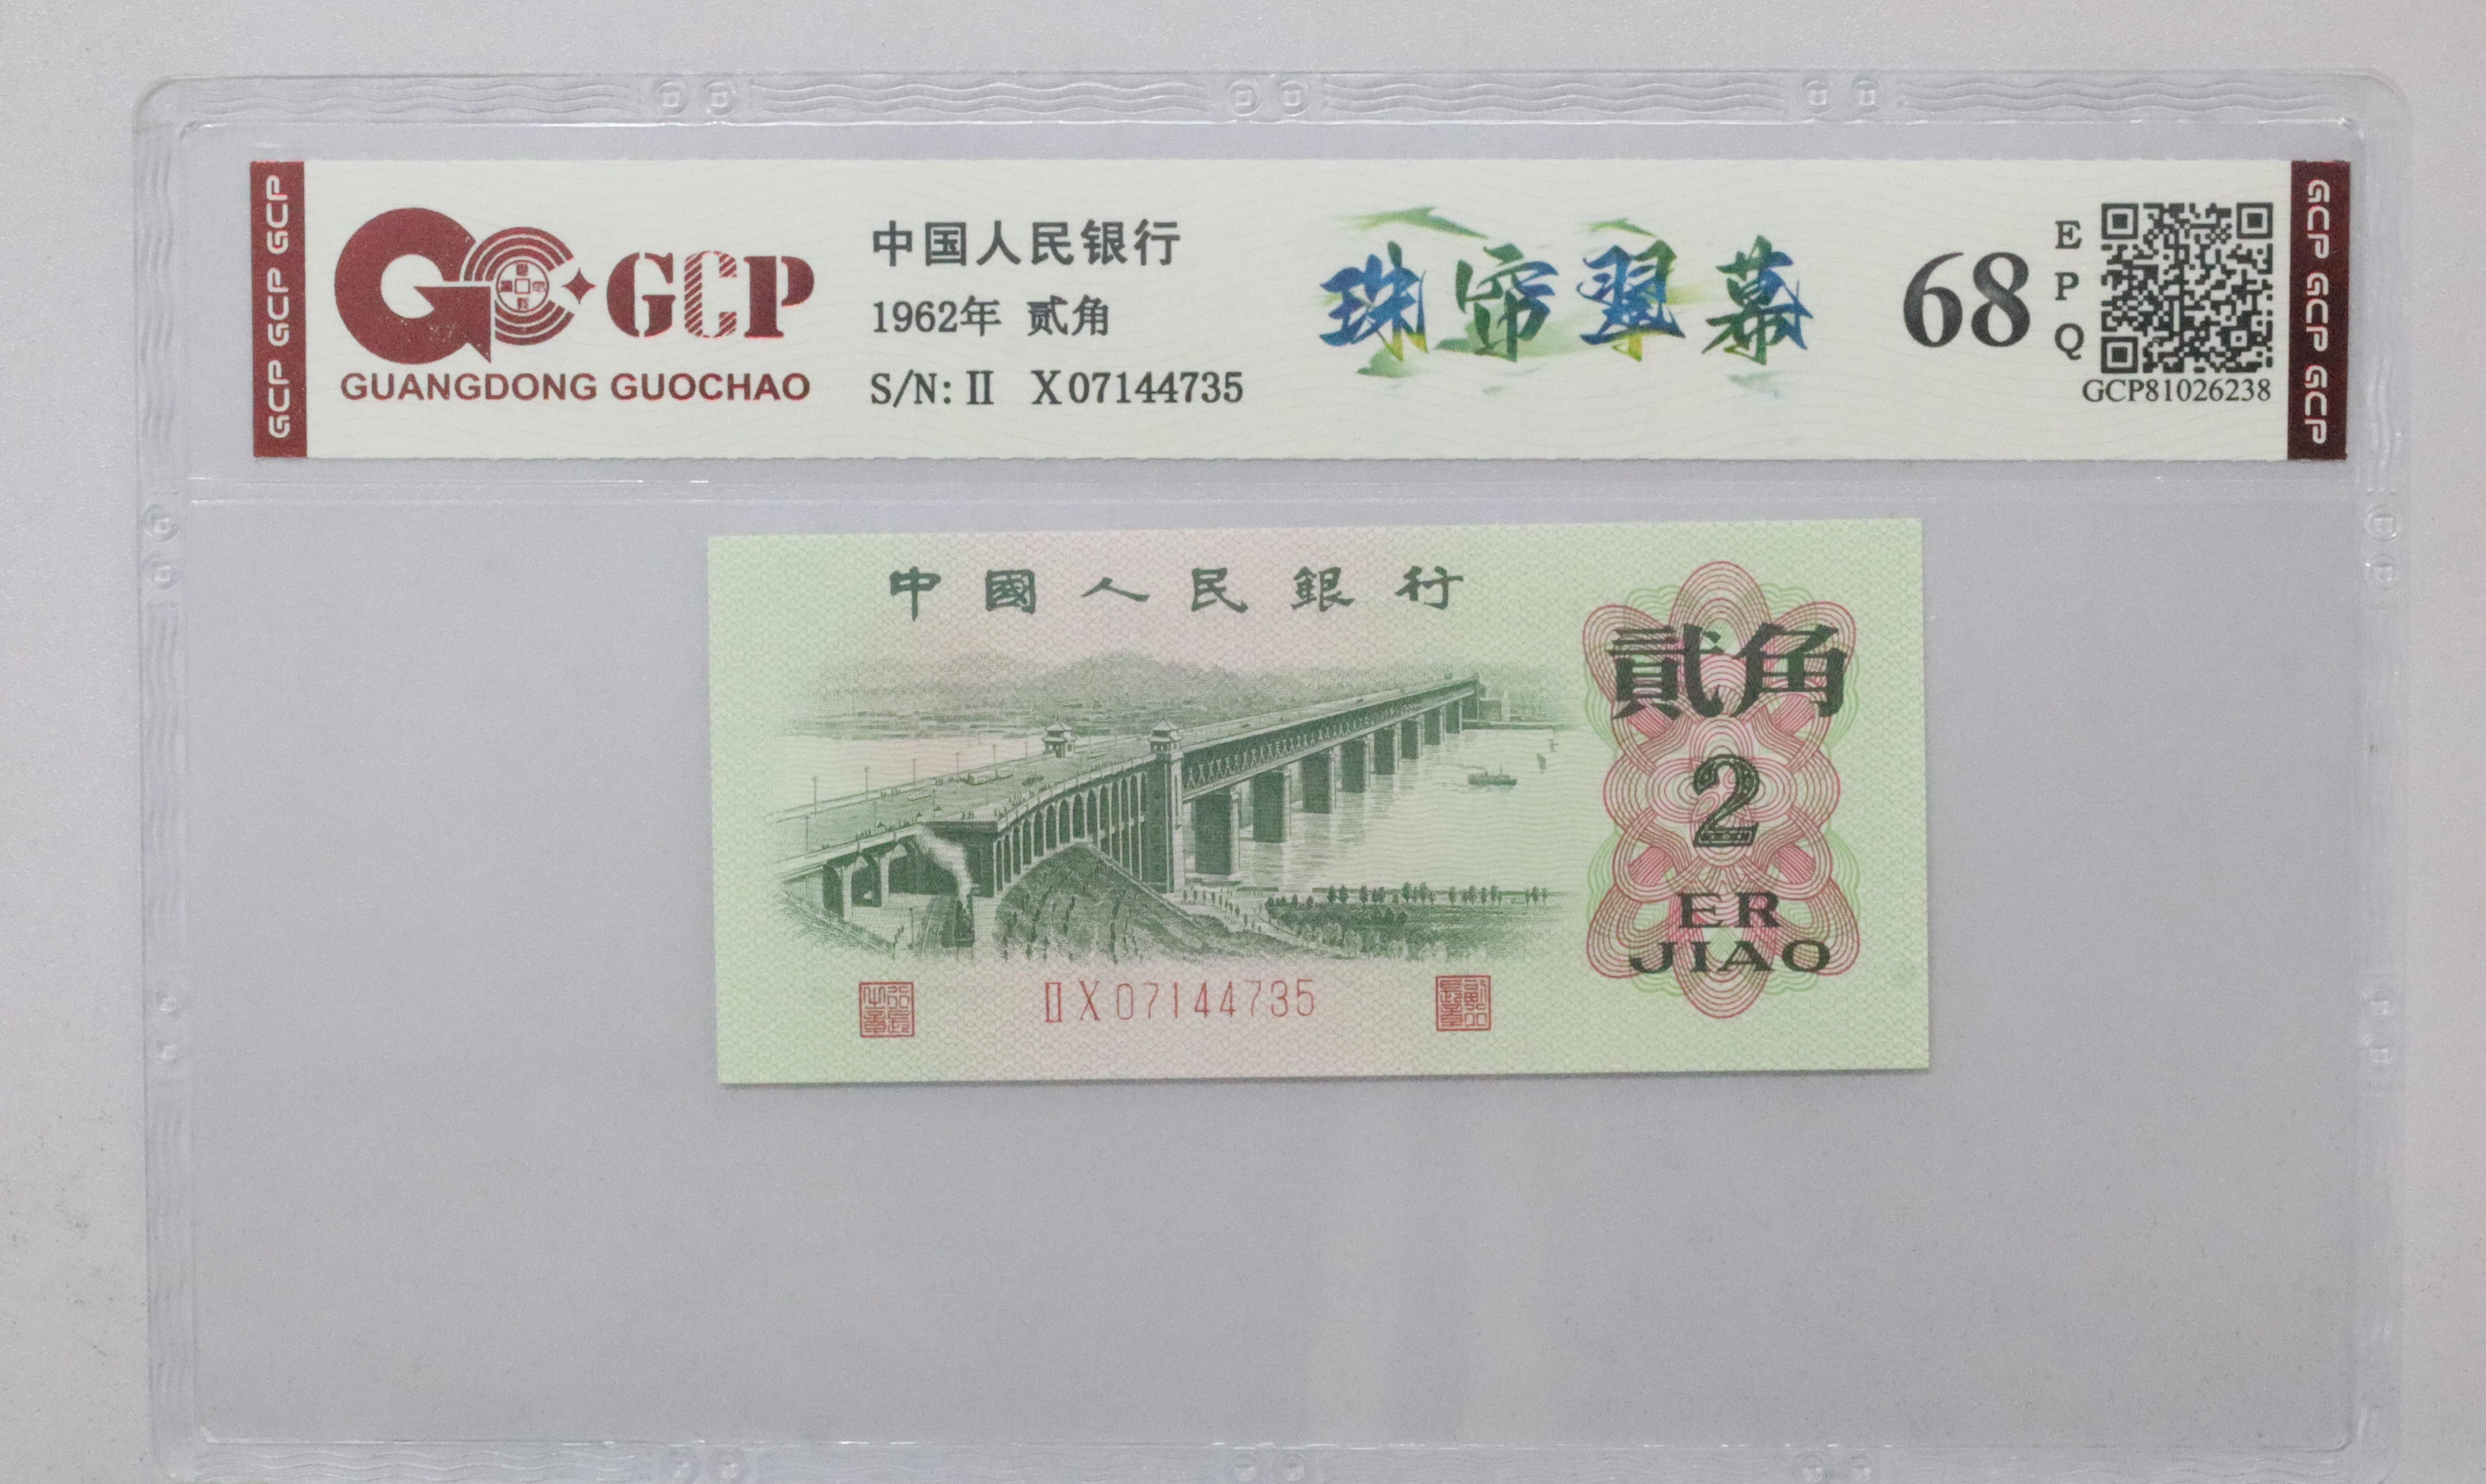 GCP GCP GCP
GCP
GUANGDONG GUOCHAO
中国人民银行
1962年 贰角
S/N: Ⅱ X07144735
珠帘翠幕
68
EPQ
GCP81026238
GCP GCP GCP
中國人民銀行
貳角
2
ER
JIAO
ⅡX07144735